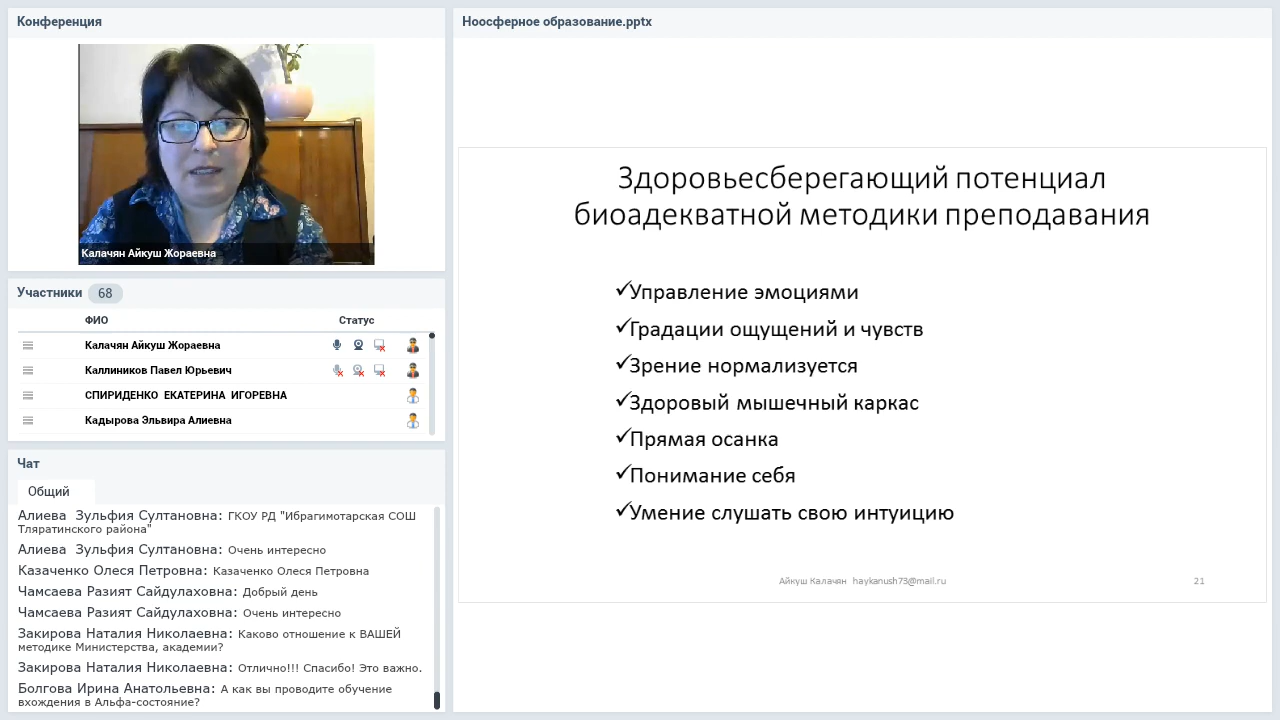 Конференция
Калачян Айкуш Жораевна
Участники 68
ФИО Статус
Калачян Айкуш Жораевна
Каллиников Павел Юрьевич
СПИРИДЕНКО ЕКАТЕРИНА ИГОРЕВНА
Кадырова Эльвира Алиевна
Чат
Общий
Алиева Зульфия Султановна: ГКОУ РД "Ибрагимотарская СОШ
Тляратинского района"
Алиева Зульфия Султановна: Очень интересно
Казаченко Олеся Петровна: Казаченко Олеся Петровна
Чамсаева Разият Сайдулаховна: Добрый день
Чамсаева Разият Сайдулаховна: Очень интересно
Закирова Наталия Николаевна: Каково отношение к ВАШЕЙ
методике Министерства, академии?
Закирова Наталия Николаевна: Отлично!!! Спасибо! Это важно.
Болгова Ирина Анатольевна: А как вы проводите обучение
вхождения в Альфа-состояние?
Ноосферное образование.pptx
Здоровьесберегающий потенциал
биоадекватной методики преподавания
✓Управление эмоциями
✓Градации ощущений и чувств
✓Зрение нормализуется
✓Здоровый мышечный каркас
✓Прямая осанка
✓Понимание себя
✓Умение слушать свою интуицию
Айкуш Калачян haykanush73@mail.ru 21